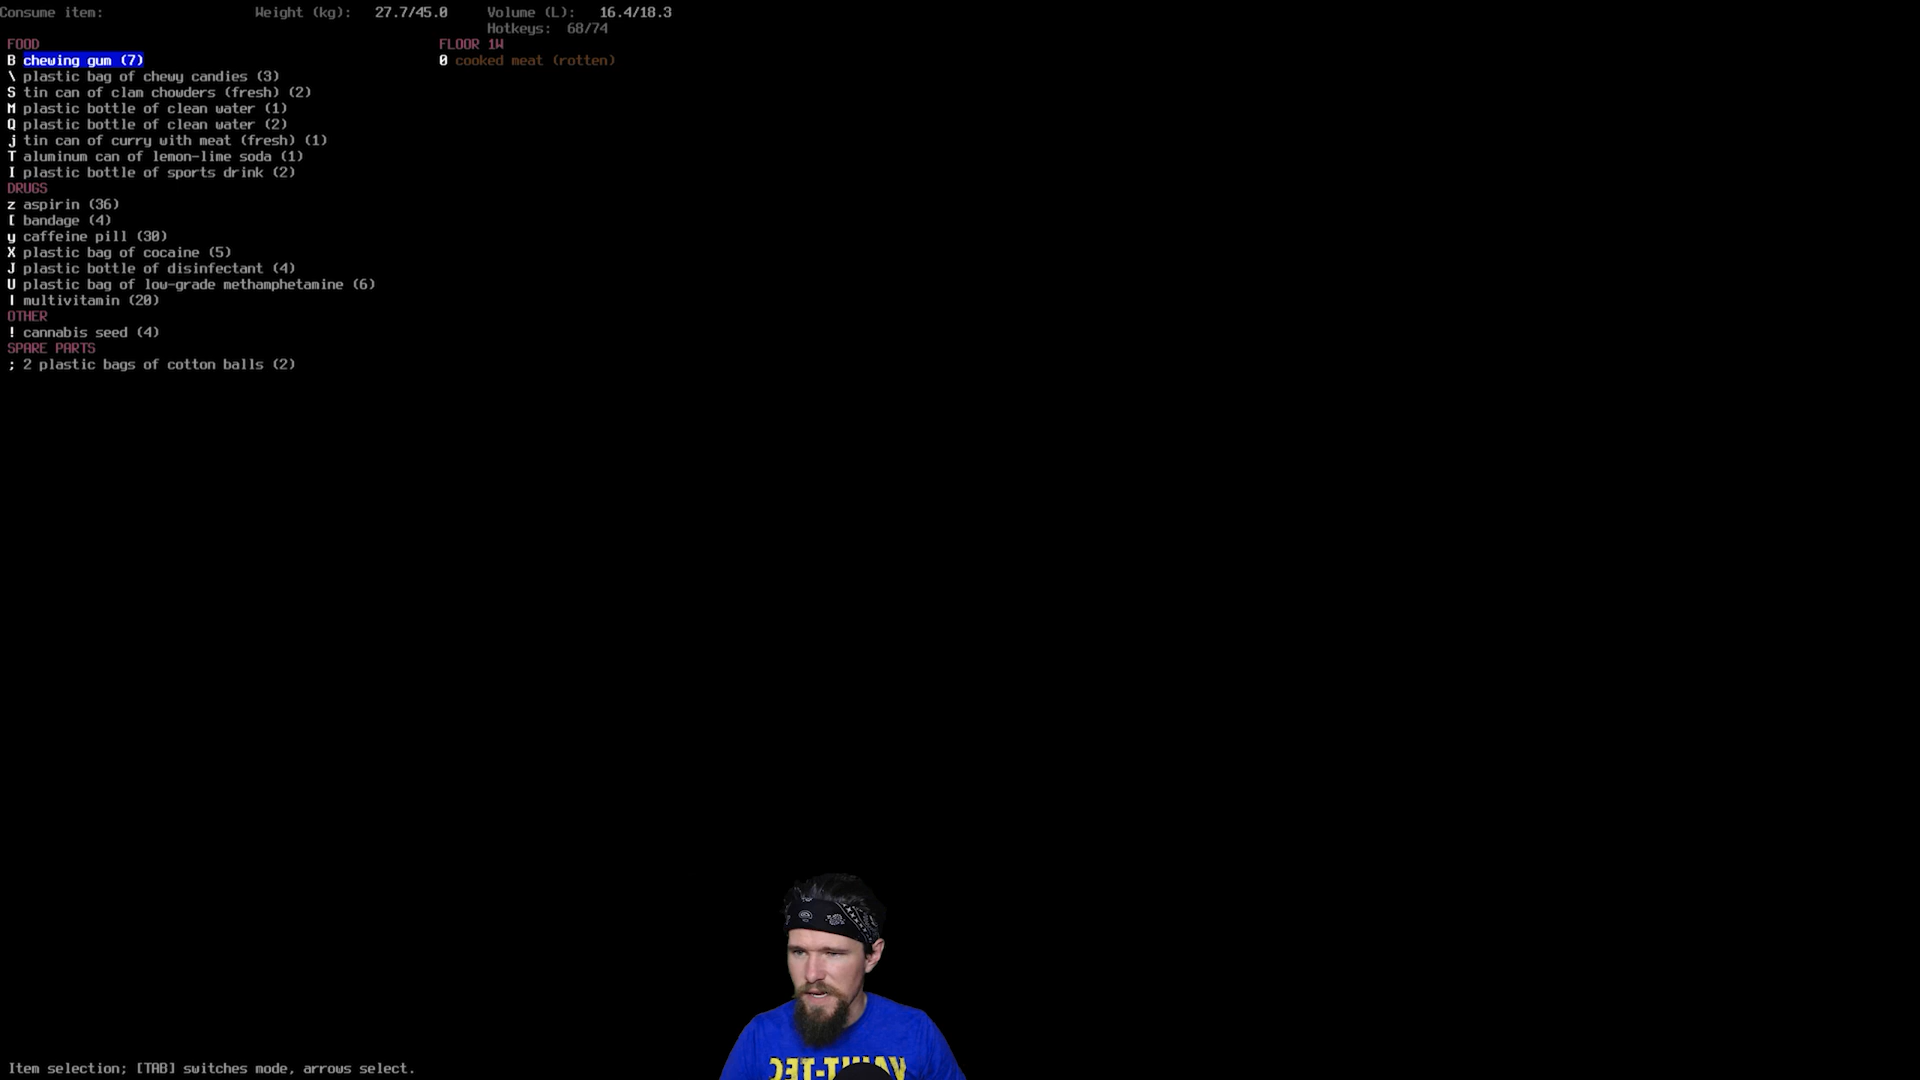 Consume item: Weight (kg): 27.7/45.0 Volume (L): 16.4/18.3
Hotkeys: 68/74
FOOD
B chewing gum (7)
\ plastic bag of chewy candies (3)
S tin can of clam chowders (fresh) (2)
M plastic bottle of clean water (1)
Q plastic bottle of clean water (2)
j tin can of curry with meat (fresh) (1)
T aluminum can of lemon-lime soda (1)
I plastic bottle of sports drink (2)
DRUGS
z aspirin (36)
[ bandage (4)
y caffeine pill (30)
X plastic bag of cocaine (5)
J plastic bottle of disinfectant (4)
U plastic bag of low-grade methamphetamine (6)
| multivitamin (20)
OTHER
! cannabis seed (4)
SPARE PARTS
; 2 plastic bags of cotton balls (2)
FLOOR 1W
0 cooked meat (rotten)
Item selection; [TAB] switches mode, arrows select.